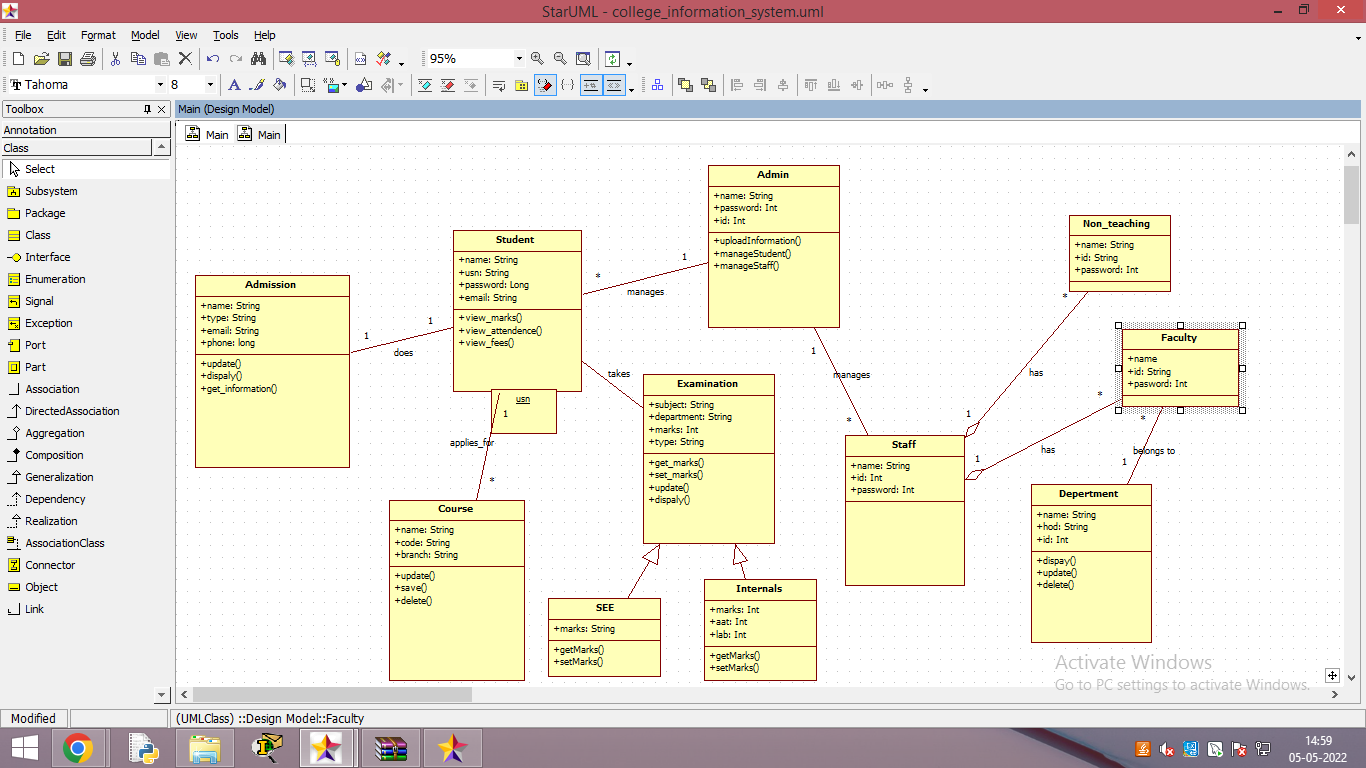 StarUML - college_information_system.uml
File Edit Format Model View Tools Help
95%
Tahoma 8
Toolbox
Main (Design Model)
Annotation
Class
Main Main
Select
Subsystem
Package
Class
Interface
Enumeration
Signal
Exception
Port
Part
Association
DirectedAssociation
Aggregation
Composition
Generalization
Dependency
Realization
AssociationClass
Connector
Object
Link
Admission
+name: String
+type: String
+email: String
+phone: long
+update()
+dispaly()
+get_information()
1
1
does
Student
+name: String
+usn: String
+password: Long
+email: String
+view_marks()
+view_attendence()
+view_fees()
usn
1
applies_for
*
Course
+name: String
+code: String
+branch: String
+update()
+save()
+delete()
*
1
manages
takes
Admin
+name: String
+password: Int
+id: Int
+uploadInformation()
+manageStudent()
+manageStaff()
Examination
+subject: String
+department: String
+marks: Int
+type: String
+get_marks()
+set_marks()
+update()
+dispaly()
SEE
+marks: String
+getMarks()
+setMarks()
Internals
+marks: Int
+aat: Int
+lab: Int
+getMarks()
+setMarks()
1
manages
*
Staff
+name: String
+id: Int
+password: Int
Non_teaching
+name: String
+id: String
+password: Int
*
has
1
Faculty
+name
+id: String
+pasword: Int
*
has
1
*
belongs to
1
Depertment
+name: String
+hod: String
+id: Int
+dispay()
+update()
+delete()
Activate Windows
Go to PC settings to activate Windows.
Modified
(UMLClass) ::Design Model::Faculty
14:59
05-05-2022